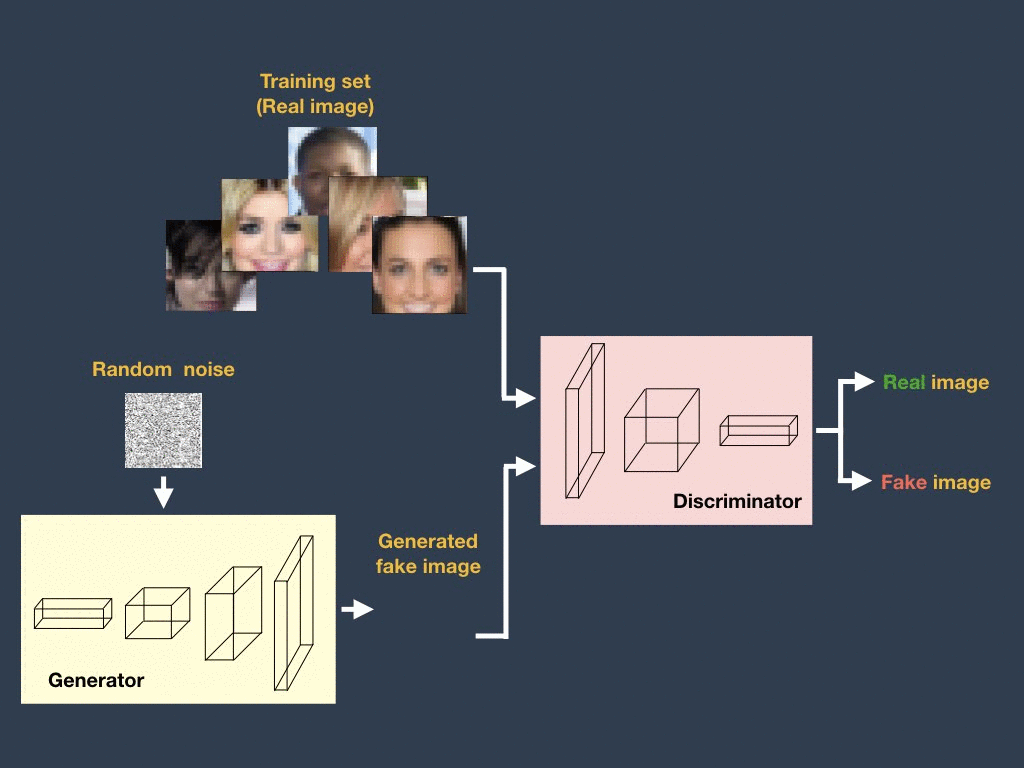 Training set
(Real image)
Random noise
Real image
Fake image
Discriminator
Generated
fake image
Generator